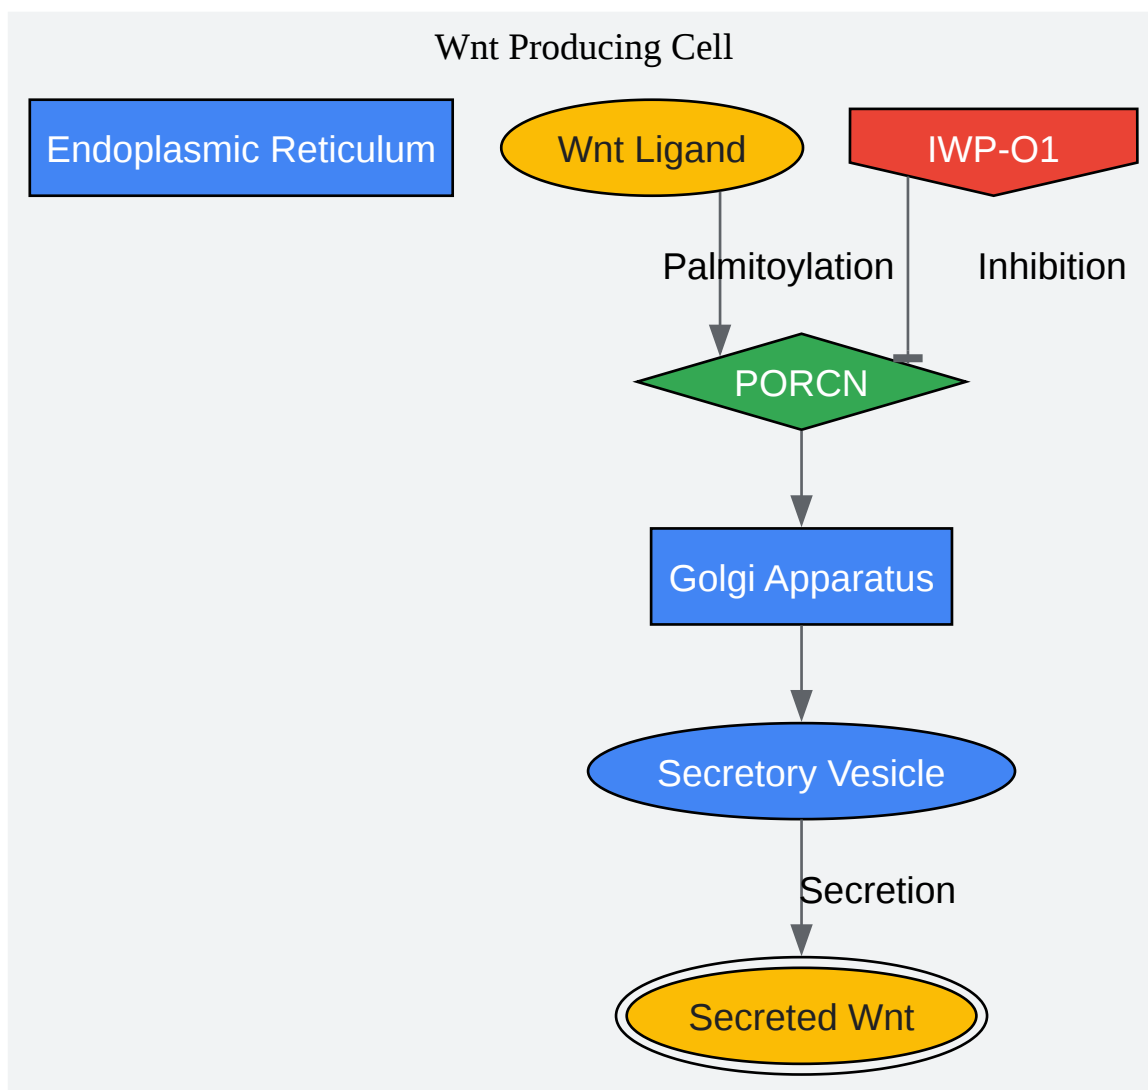 Wnt Producing Cell
Endoplasmic Reticulum
Wnt Ligand
IWP-O1
Palmitoylation
Inhibition
PORCN
Golgi Apparatus
Secretory Vesicle
Secretion
Secreted Wnt